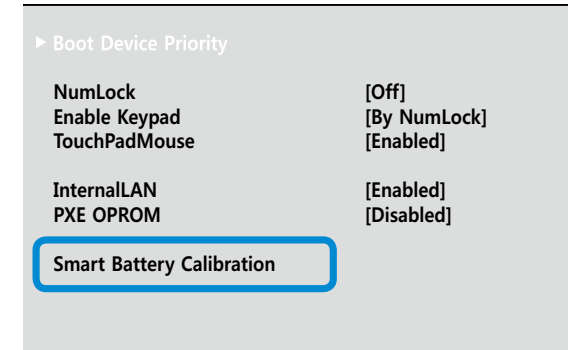 ▶ Boot Device Priority
NumLock [Off]
Enable Keypad [By NumLock]
TouchPadMouse [Enabled]
InternalLAN [Enabled]
PXE OPROM [Disabled]
Smart Battery Calibration